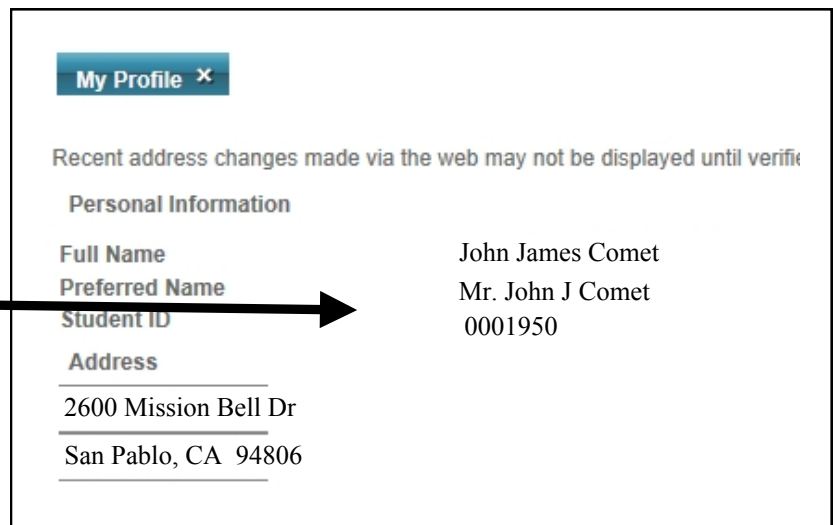 My Profile ×
Recent address changes made via the web may not be displayed until
Personal Information
Full Name John James Comet
Preferred Name Mr. John J Comet
Student ID 0001950
Address
2600 Mission Bell Dr
San Pablo, CA 94806